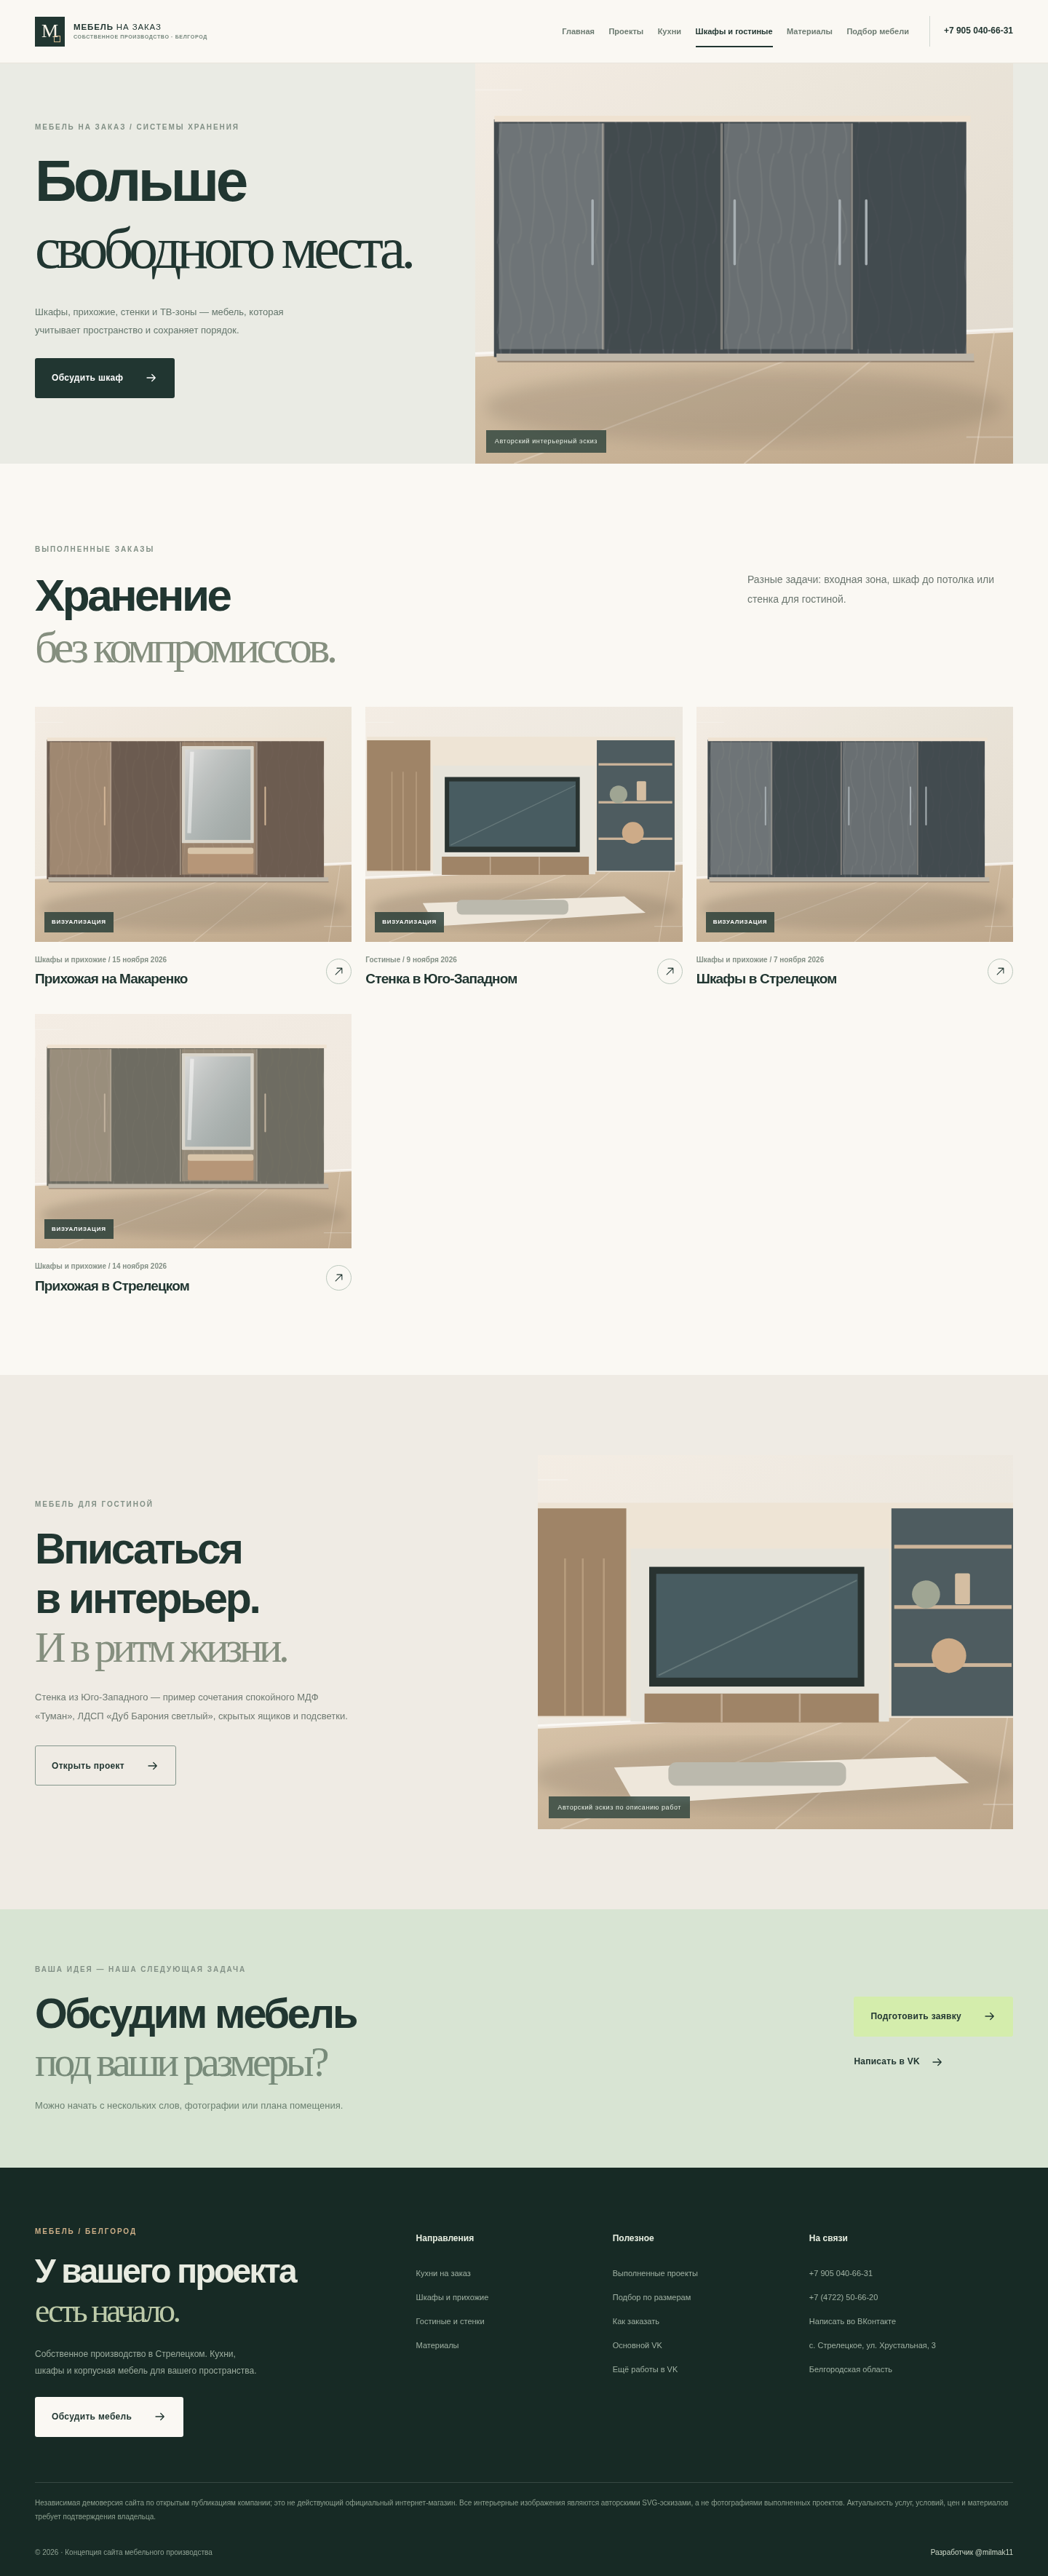 М
МЕБЕЛЬ НА ЗАКАЗ
СОБСТВЕННОЕ ПРОИЗВОДСТВО · БЕЛГОРОД
Главная
Проекты
Кухни
Шкафы и гостиные
Материалы
Подбор мебели
+7 905 040-66-31
МЕБЕЛЬ НА ЗАКАЗ / СИСТЕМЫ ХРАНЕНИЯ
Больше
свободного места.
Шкафы, прихожие, стенки и ТВ-зоны — мебель, которая
учитывает пространство и сохраняет порядок.
Обсудить шкаф
Авторский интерьерный эскиз
ВЫПОЛНЕННЫЕ ЗАКАЗЫ
Хранение
без компромиссов.
Разные задачи: входная зона, шкаф до потолка или
стенка для гостиной.
ВИЗУАЛИЗАЦИЯ
Шкафы и прихожие / 15 ноября 2026
Прихожая на Макаренко
ВИЗУАЛИЗАЦИЯ
Гостиные / 9 ноября 2026
Стенка в Юго-Западном
ВИЗУАЛИЗАЦИЯ
Шкафы и прихожие / 7 ноября 2026
Шкафы в Стрелецком
ВИЗУАЛИЗАЦИЯ
Шкафы и прихожие / 14 ноября 2026
Прихожая в Стрелецком
МЕБЕЛЬ ДЛЯ ГОСТИНОЙ
Вписаться
в интерьер.
И в ритм жизни.
Стенка из Юго-Западного — пример сочетания спокойного МДФ
«Туман», ЛДСП «Дуб Барония светлый», скрытых ящиков и подсветки.
Открыть проект
Авторский эскиз по описанию работ
ВАША ИДЕЯ — НАША СЛЕДУЮЩАЯ ЗАДАЧА
Обсудим мебель
под ваши размеры?
Можно начать с нескольких слов, фотографии или плана помещения.
Подготовить заявку
Написать в VK
МЕБЕЛЬ / БЕЛГОРОД
У вашего проекта
есть начало.
Собственное производство в Стрелецком. Кухни,
шкафы и корпусная мебель для вашего пространства.
Обсудить мебель
Направления
Кухни на заказ
Шкафы и прихожие
Гостиные и стенки
Материалы
Полезное
Выполненные проекты
Подбор по размерам
Как заказать
Основной VK
Ещё работы в VK
На связи
+7 905 040-66-31
+7 (4722) 50-66-20
Написать во ВКонтакте
с. Стрелецкое, ул. Хрустальная, 3
Белгородская область
Независимая демоверсия сайта по открытым публикациям компании; это не действующий официальный интернет-магазин. Все интерьерные изображения являются авторскими SVG-эскизами, а не фотографиями выполненных проектов. Актуальность услуг, условий, цен и материалов
требует подтверждения владельца.
© 2026 · Концепция сайта мебельного производства
Разработчик @milmak11